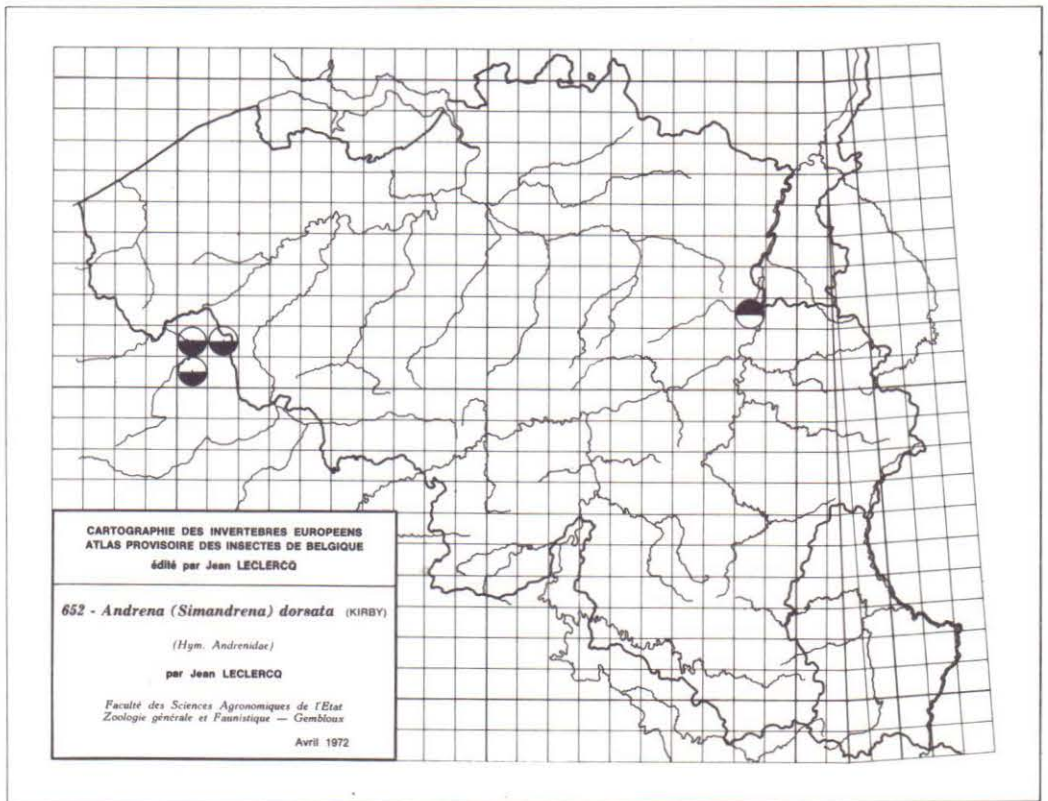 CARTOGRAPHIE DES INVERTEBRES EUROPEENS
ATLAS PROVISOIRE DES INSECTES DE BELGIQUE
édité par Jean LECLERCQ
652 - Andrena (Simandrena) dorsata (KIRBY)
(Hym. Andrenidae)
par Jean LECLERCQ
Faculté des Sciences Agronomiques de l'Etat
Zoologie générale et Faunistique — Gembloux
Avril 1972